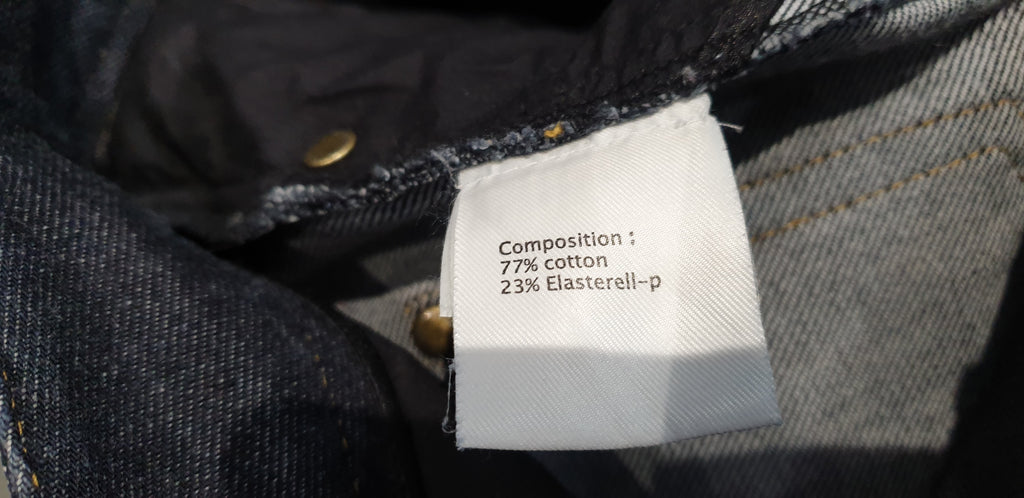 Composition :
77% cotton
23% Elasterell-p